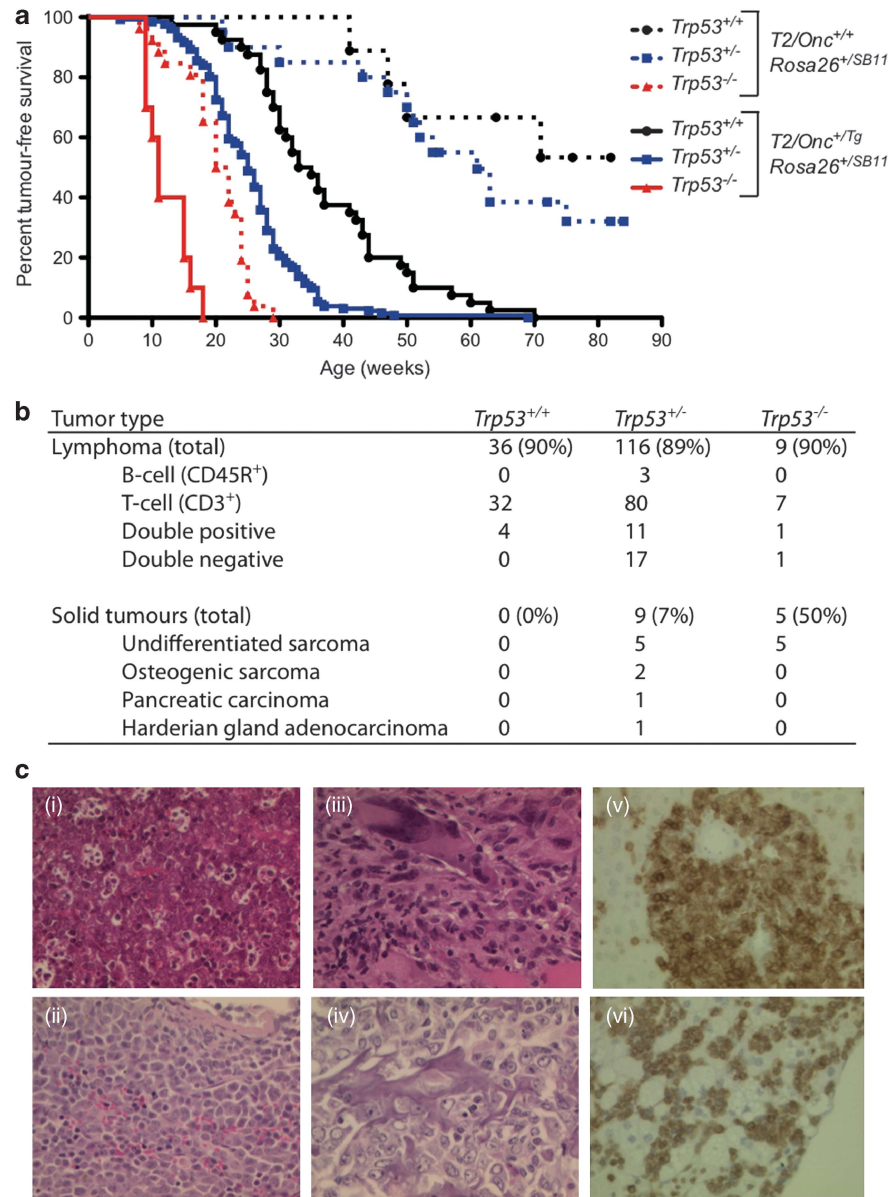 a
Percent tumour-free survival
100
80
60
40
20
0
0 10 20 30 40 50 60 70 80 90
Age (weeks)
Trp53+/+
Trp53+/-
Trp53-/-
T2/Onc+/+
Rosa26+/SB11
Trp53+/+
Trp53+/-
Trp53-/-
T2/Onc+/Tg
Rosa26+/SB11
b
Tumor type Trp53+/+ Trp53+/- Trp53-/-
Lymphoma (total) 36 (90%) 116 (89%) 9 (90%)
B-cell (CD45R+) 0 3 0
T-cell (CD3+) 32 80 7
Double positive 4 11 1
Double negative 0 17 1
Solid tumours (total) 0 (0%) 9 (7%) 5 (50%)
Undifferentiated sarcoma 0 5 5
Osteogenic sarcoma 0 2 0
Pancreatic carcinoma 0 1 0
Harderian gland adenocarcinoma 0 1 0
c
(i) (iii) (v)
(ii) (iv) (vi)